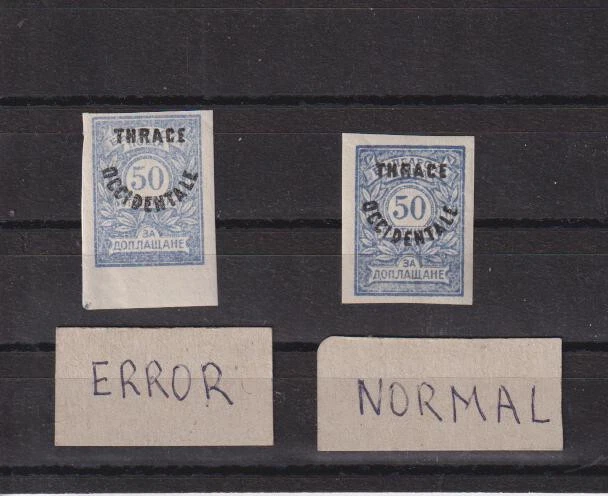 THRACE
50
OCCIDENTALE
ЗА
ДОПЛАЩАНЕ
THRACE
50
OCCIDENTALE
ЗА
ДОПЛАЩАНЕ
ERROR
NORMAL